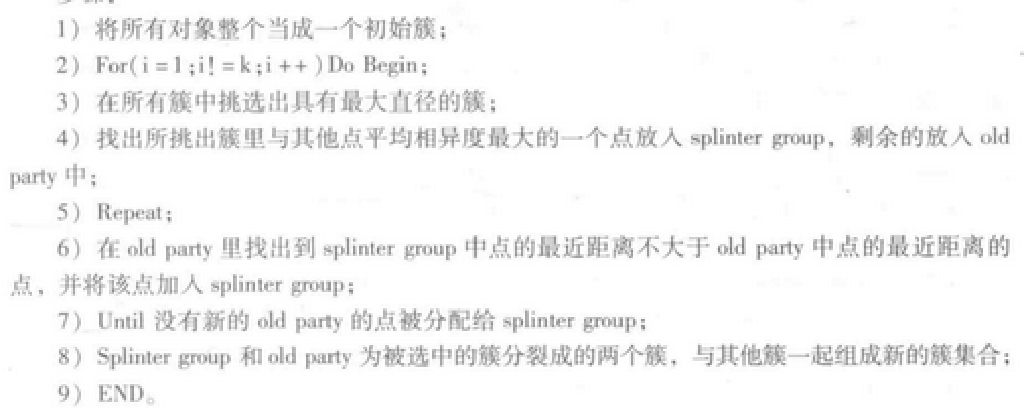 1) 将所有对象整个当成一个初始簇;
2) For(i=1;i!=k;i++)Do Begin;
3) 在所有簇中挑选出具有最大直径的簇;
4) 找出所挑出簇里与其他点平均相异度最大的一个点放入 splinter group, 剩余的放入 old
party 中;
5) Repeat;
6) 在 old party 里找出到 splinter group 中点的最近距离不大于 old party 中点的最近距离的
点, 并将该点加入 splinter group;
7) Until 没有新的 old party 的点被分配给 splinter group;
8) Splinter group 和 old party 为被选中的簇分裂成的两个簇, 与其他簇一起组成新的簇集合;
9) END。